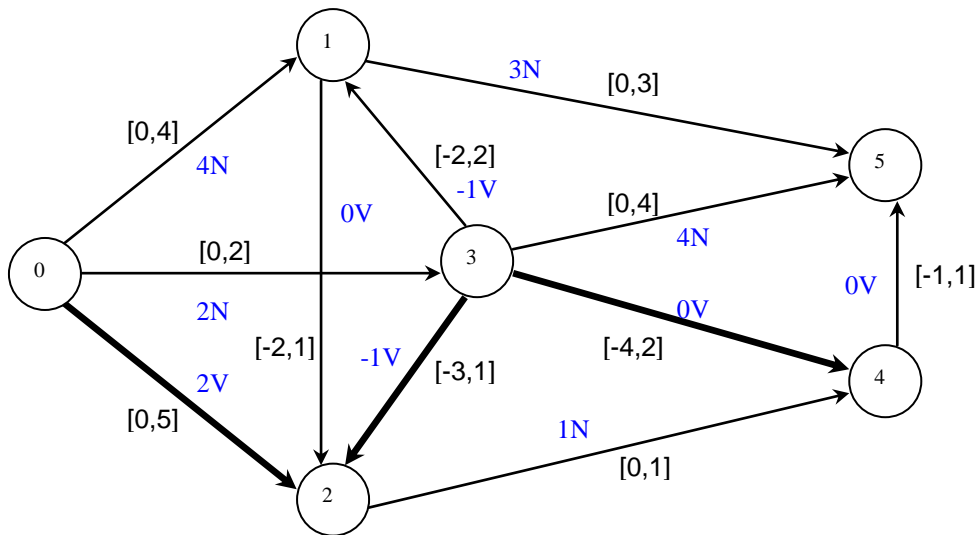 1
3N
[0,3]
[0,4]
4N
[-2,2]
-1V
5
0V
[0,4]
4N
[0,2]
3
0
2N
0V
0V
[-1,1]
[-2,1]
-1V
[-3,1]
[-4,2]
2V
[0,5]
4
1N
[0,1]
2